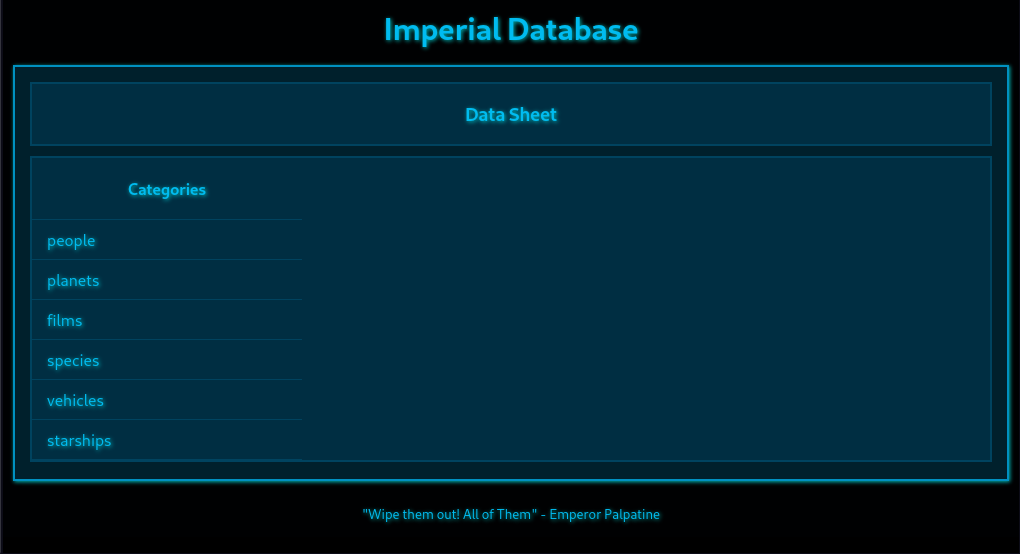 Imperial Database
Data Sheet
Categories
people
planets
films
species
vehicles
starships
"Wipe them out! All of Them" - Emperor Palpatine